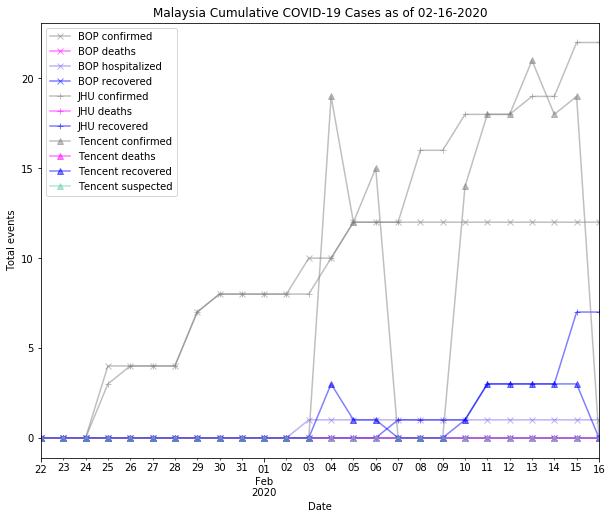 Malaysia Cumulative COVID-19 Cases as of 02-16-2020
BOP confirmed
BOP deaths
BOP hospitalized
BOP recovered
JHU confirmed
JHU deaths
JHU recovered
Tencent confirmed
Tencent deaths
Tencent recovered
Tencent suspected
Total events
20
15
10
5
0
22 23 24 25 26 27 28 29 30 31 01 02 03 04 05 06 07 08 09 10 11 12 13 14 15 16
Feb
2020
Date